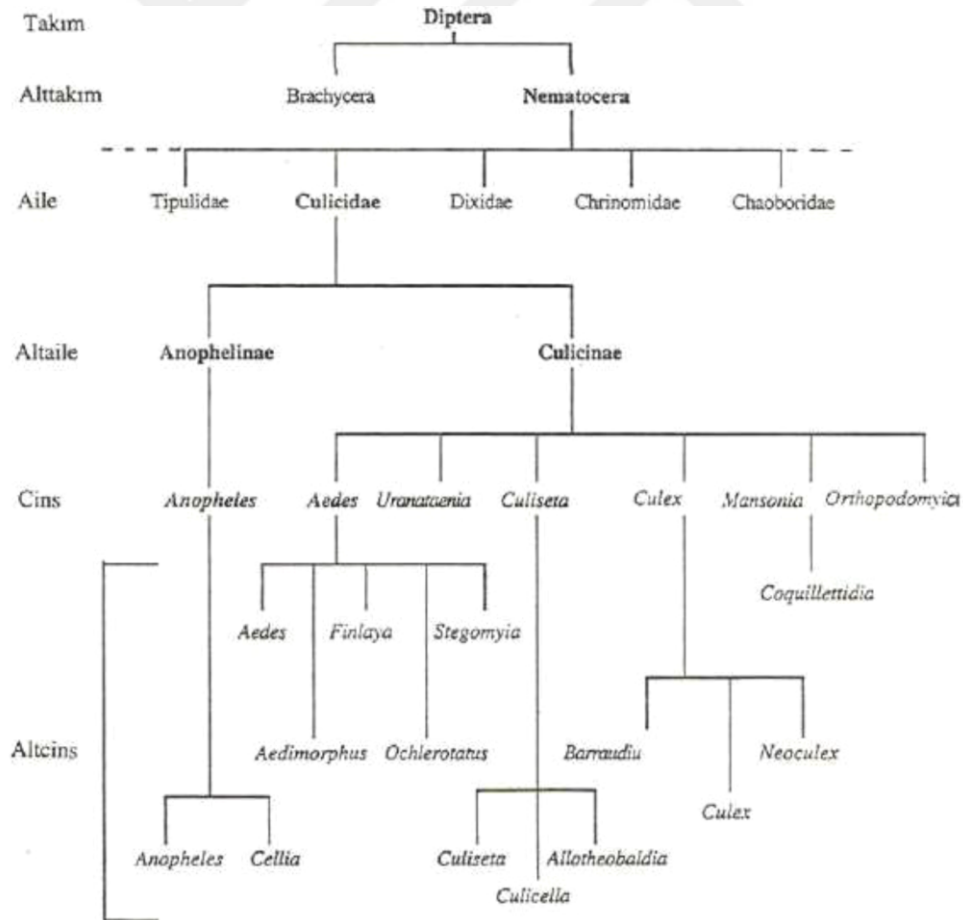 Takım Diptera
Alttakım Brachycera Nematocera
Aile Tipulidae Culicidae Dixidae Chrinomidae Chaoboridae
Altaile Anophelinae Culicinae
Cins Anopheles Aedes Uranataenia Culiseta Culex Mansonia Orthopodomyia
Coquillettidia
Aedes Finlaya Stegomyia
Altcins Aedimorphus Ochlerotatus Barraudiu Neoculex
Culex
Anopheles Cellia Culiseta Allotheobaldia
Culicella